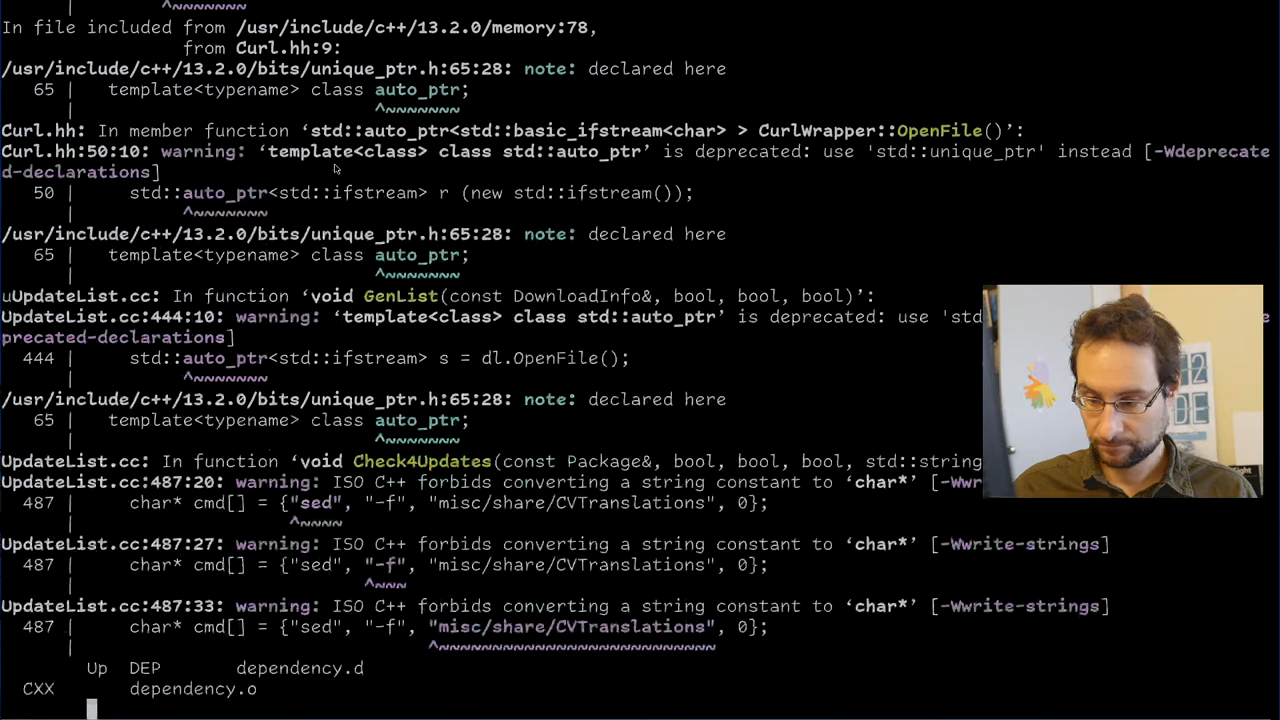 In file included from /usr/include/c++/13.2.0/memory:78,
                 from Curl.hh:9:
/usr/include/c++/13.2.0/bits/unique_ptr.h:65:28: note: declared here
   65 |   template<typename> class auto_ptr;
      |                            ^~~~~~~~
Curl.hh: In member function ‘std::auto_ptr<std::basic_ifstream<char> > CurlWrapper::OpenFile()’:
Curl.hh:50:10: warning: ‘template<class> class std::auto_ptr’ is deprecated: use 'std::unique_ptr' instead [-Wdeprecate
d-declarations]
   50 |     std::auto_ptr<std::ifstream> r (new std::ifstream());
      |          ^~~~~~~~
/usr/include/c++/13.2.0/bits/unique_ptr.h:65:28: note: declared here
   65 |   template<typename> class auto_ptr;
      |                            ^~~~~~~~
uUpdateList.cc: In function ‘void GenList(const DownloadInfo&, bool, bool, bool)’:
UpdateList.cc:444:10: warning: ‘template<class> class std::auto_ptr’ is deprecated: use 'std
precated-declarations]
  444 |     std::auto_ptr<std::ifstream> s = dl.OpenFile();
      |          ^~~~~~~~
/usr/include/c++/13.2.0/bits/unique_ptr.h:65:28: note: declared here
   65 |   template<typename> class auto_ptr;
      |                            ^~~~~~~~
UpdateList.cc: In function ‘void Check4Updates(const Package&, bool, bool, bool, std::string
UpdateList.cc:487:20: warning: ISO C++ forbids converting a string constant to ‘char*’ [-Wwr
  487 |     char* cmd[] = {"sed", "-f", "misc/share/CVTranslations", 0};
      |                    ^~~~~
UpdateList.cc:487:27: warning: ISO C++ forbids converting a string constant to ‘char*’ [-Wwrite-strings]
  487 |     char* cmd[] = {"sed", "-f", "misc/share/CVTranslations", 0};
      |                           ^~~~
UpdateList.cc:487:33: warning: ISO C++ forbids converting a string constant to ‘char*’ [-Wwrite-strings]
  487 |     char* cmd[] = {"sed", "-f", "misc/share/CVTranslations", 0};
      |                                 ^~~~~~~~~~~~~~~~~~~~~~~~~~~
        Up  DEP       dependency.d
  CXX       dependency.o